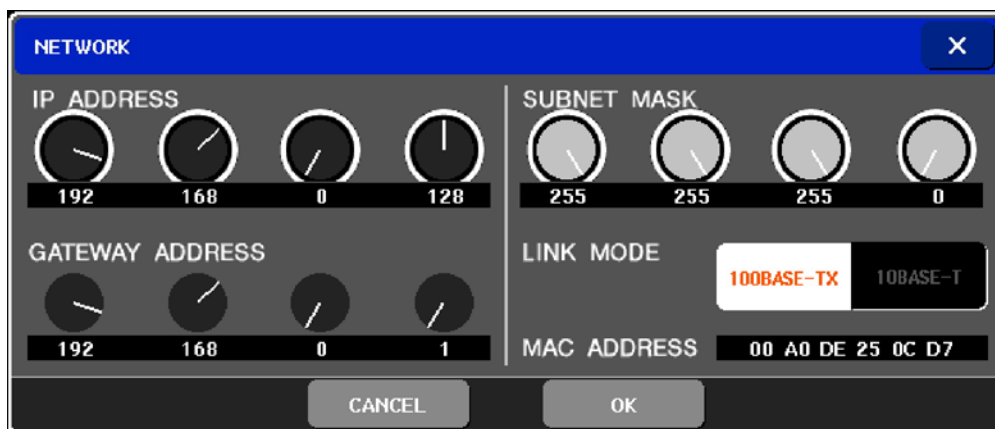 NETWORK
IP ADDRESS
192 168 0 128
SUBNET MASK
255 255 255 0
GATEWAY ADDRESS
192 168 0 1
LINK MODE
100BASE-TX 10BASE-T
MAC ADDRESS 00 A0 DE 25 0C D7
CANCEL OK